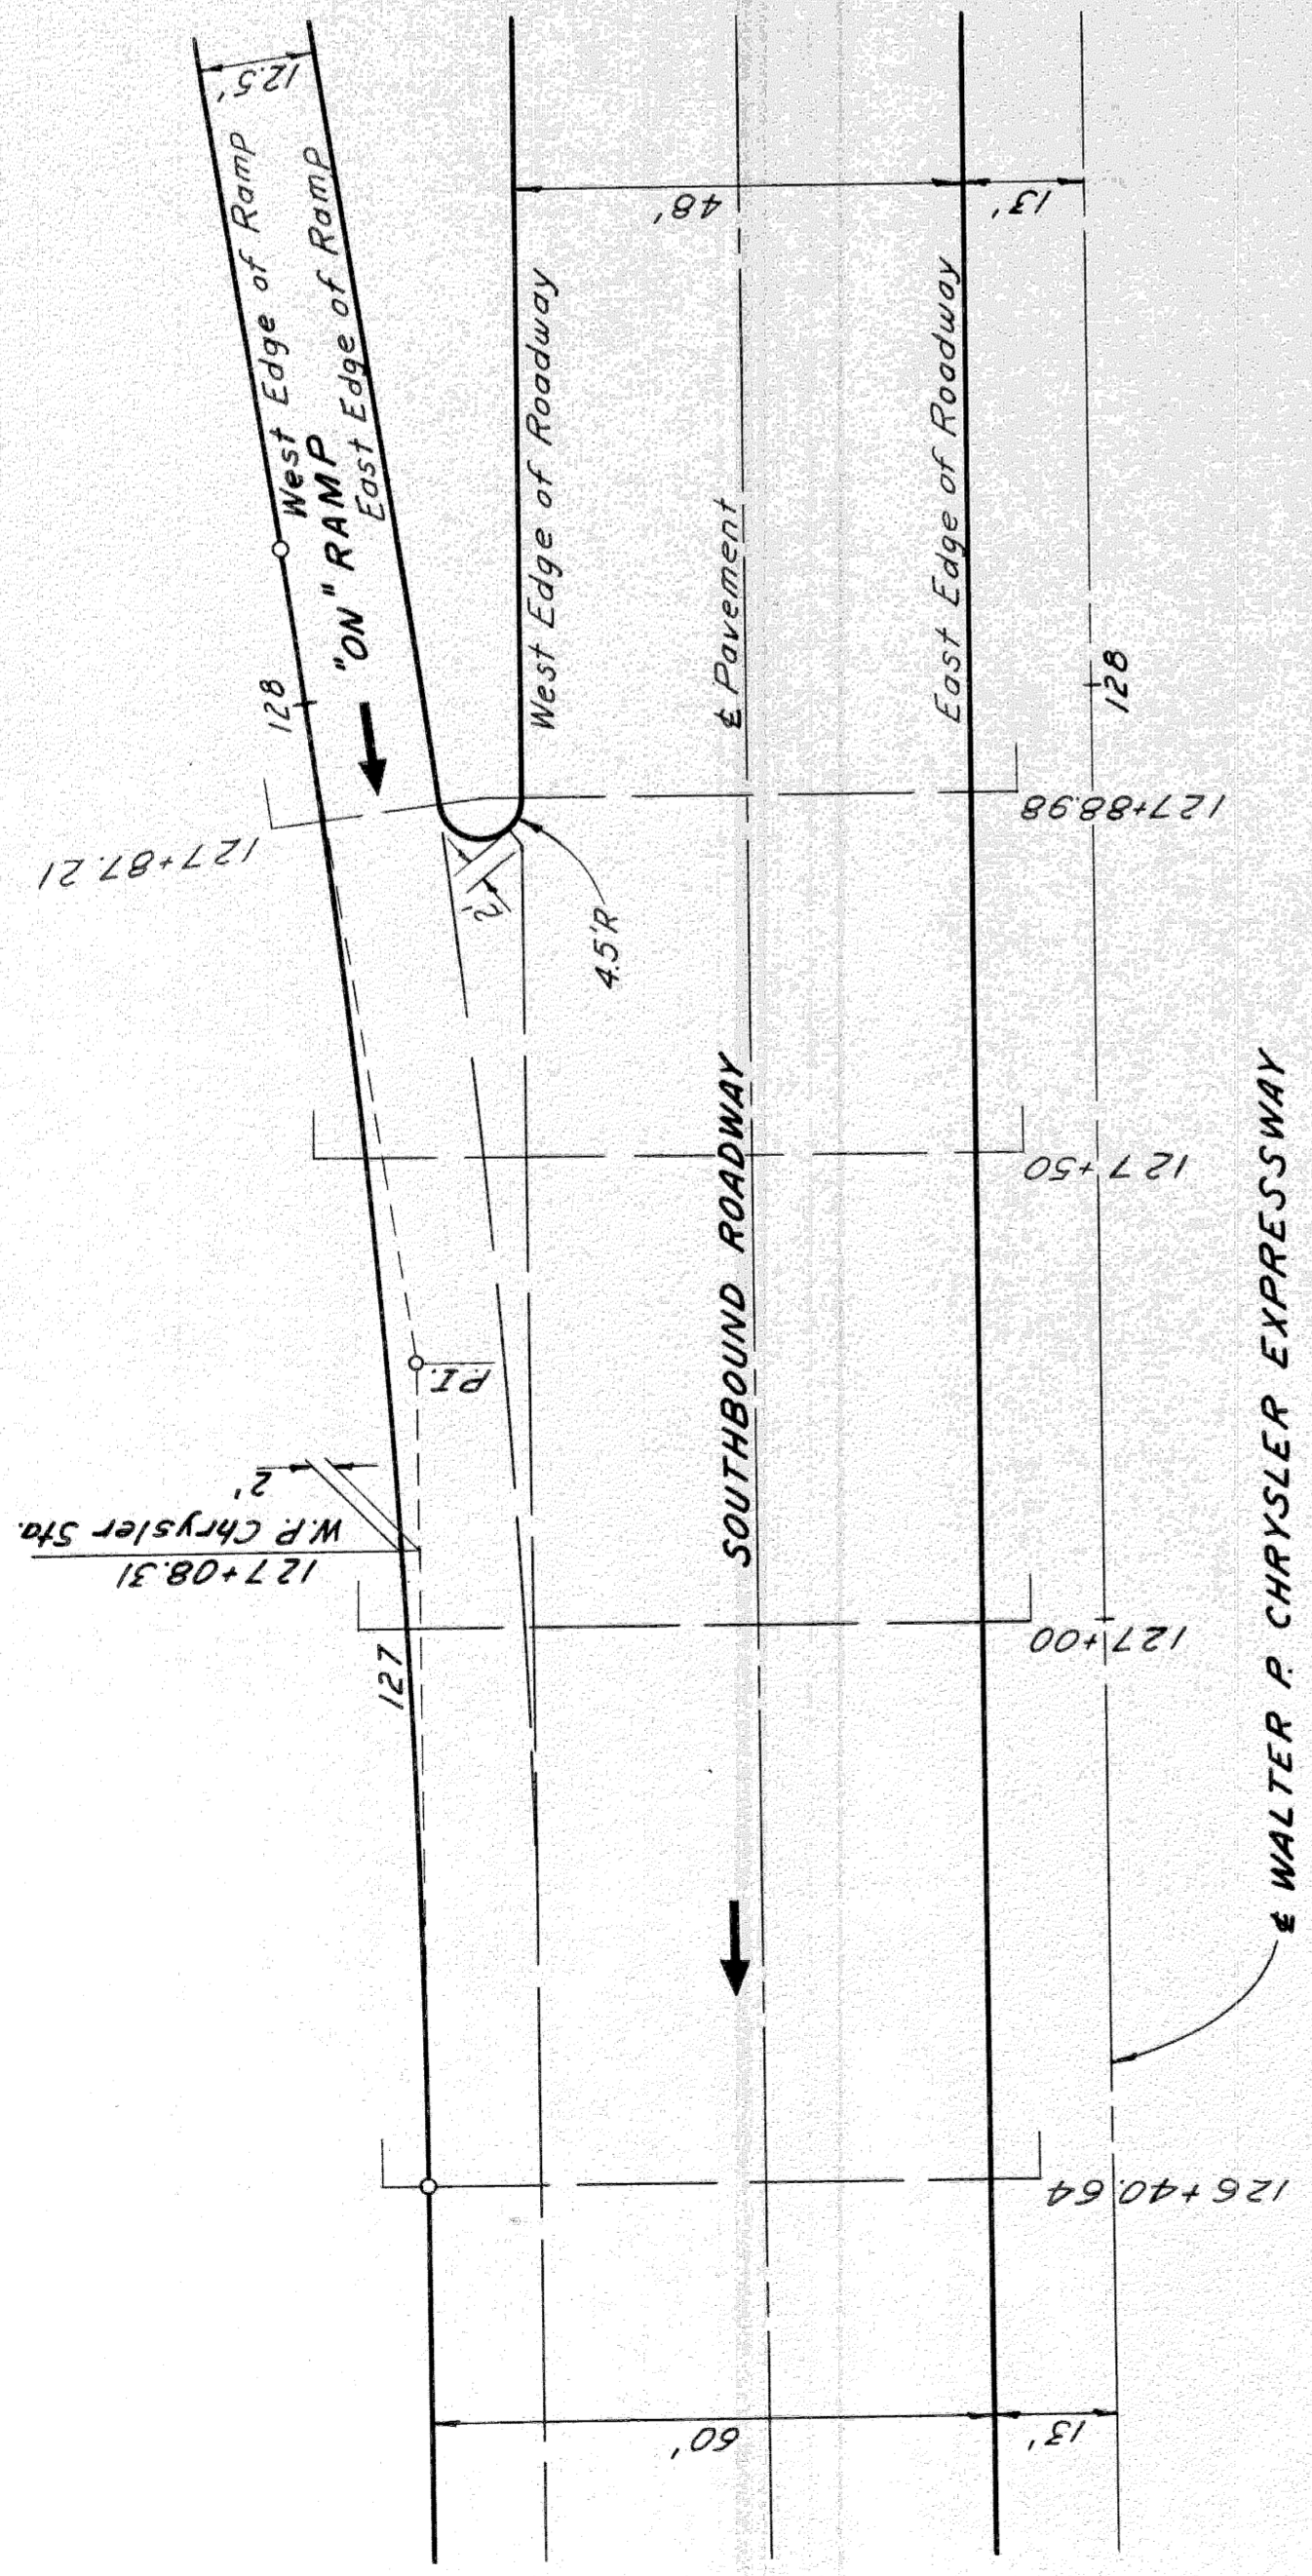 12.5'
West Edge of Ramp
"ON" RAMP
East Edge of Ramp
128
127+87.21
2'
4.5'R
West Edge of Roadway
48'
13'
℄ Pavement
East Edge of Roadway
128
127+88.98
127+50
P.I.
2'
W.P. Chrysler Sta.
127+08.31
127
SOUTHBOUND ROADWAY
127+00
℄ WALTER P. CHRYSLER EXPRESSWAY
126+40.64
60'
13'